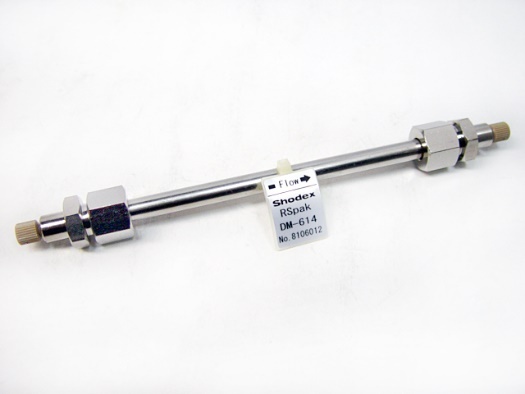 Flow
Shodex
RSpak
DM-614
No. 8106012